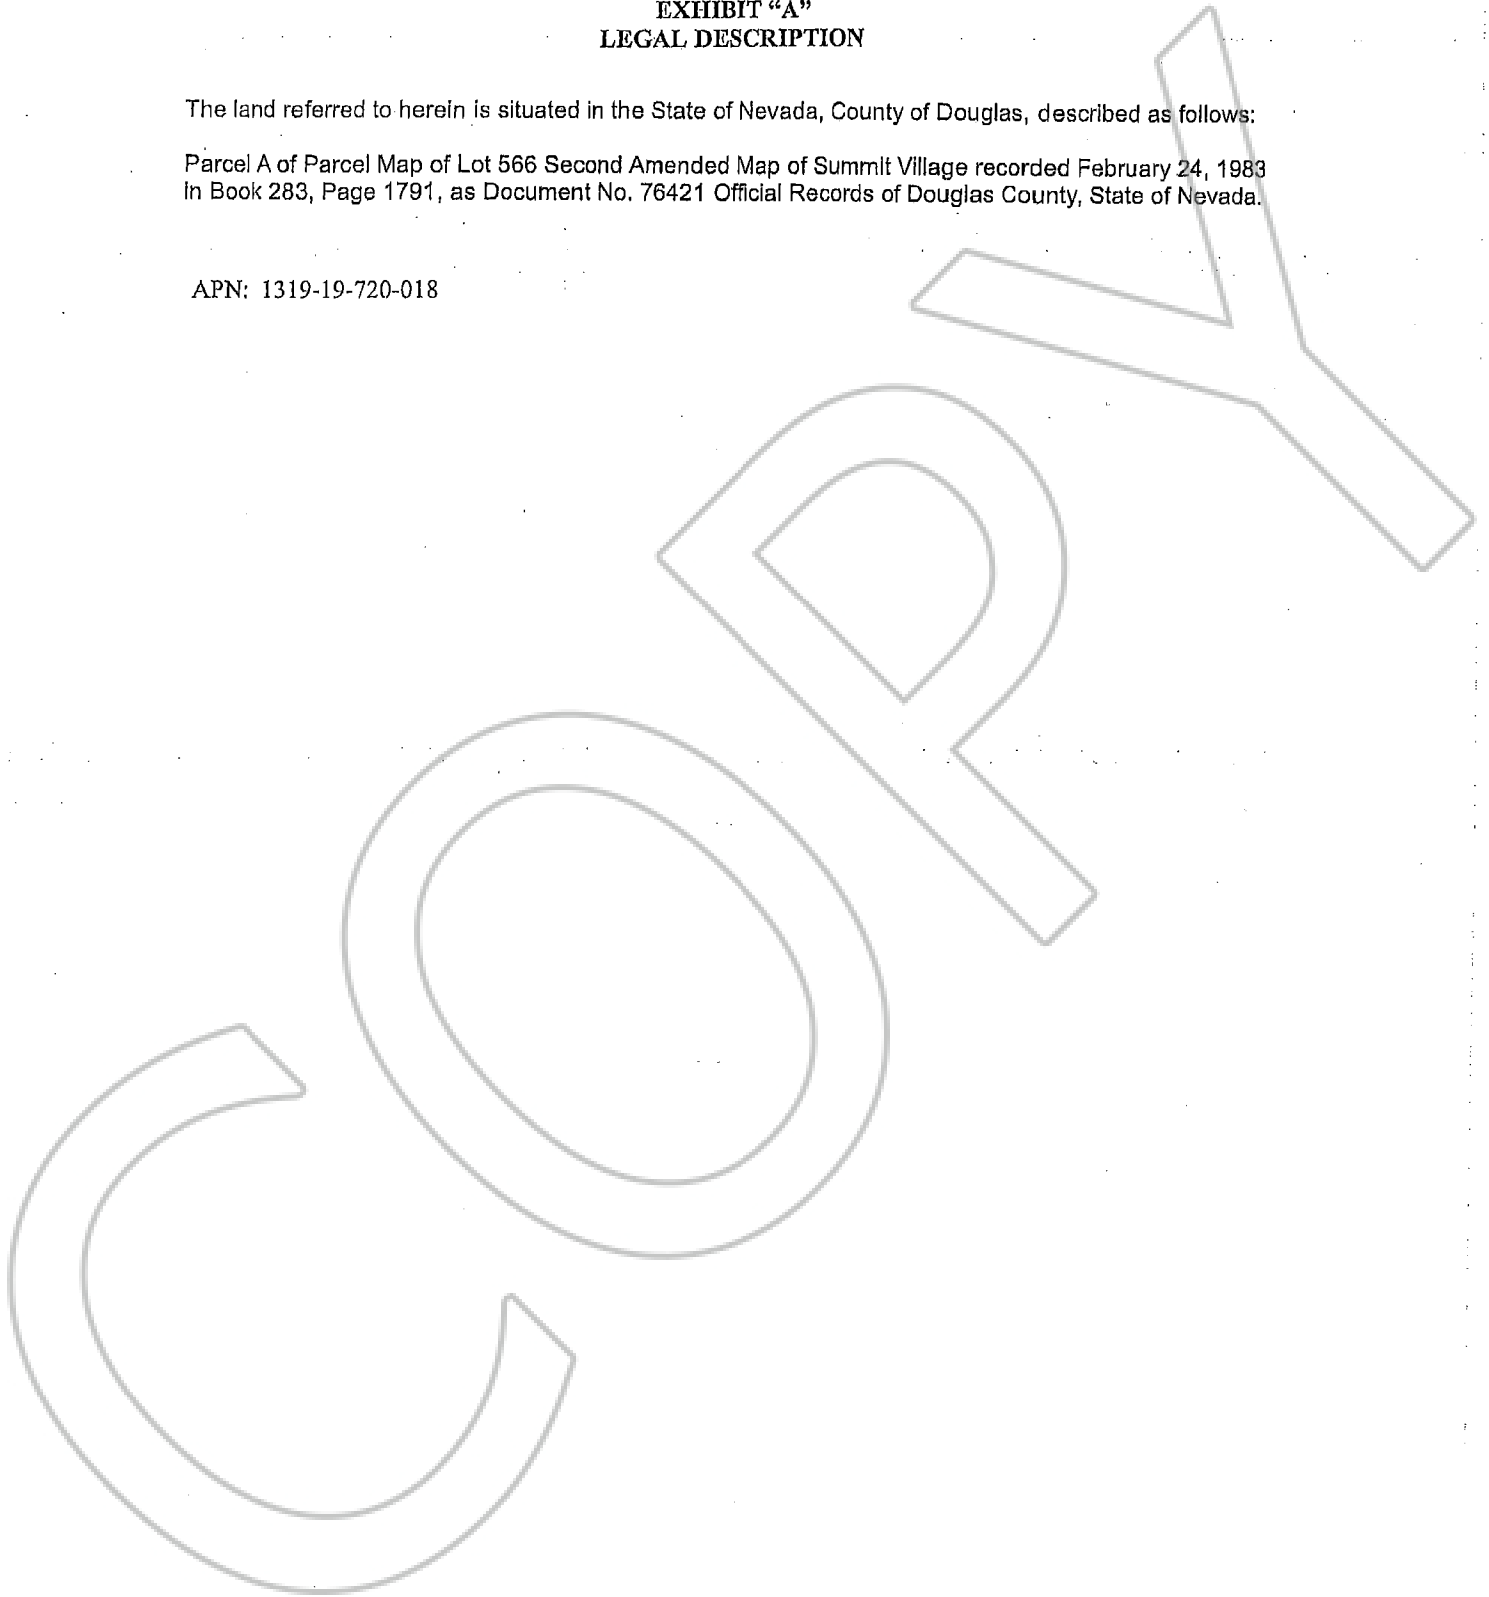 EXHIBIT “A”
LEGAL DESCRIPTION
The land referred to herein is situated in the State of Nevada, County of Douglas, described as follows:
Parcel A of Parcel Map of Lot 566 Second Amended Map of Summit Village recorded February 24, 1983
in Book 283, Page 1791, as Document No. 76421 Official Records of Douglas County, State of Nevada.
APN: 1319-19-720-018
COPY